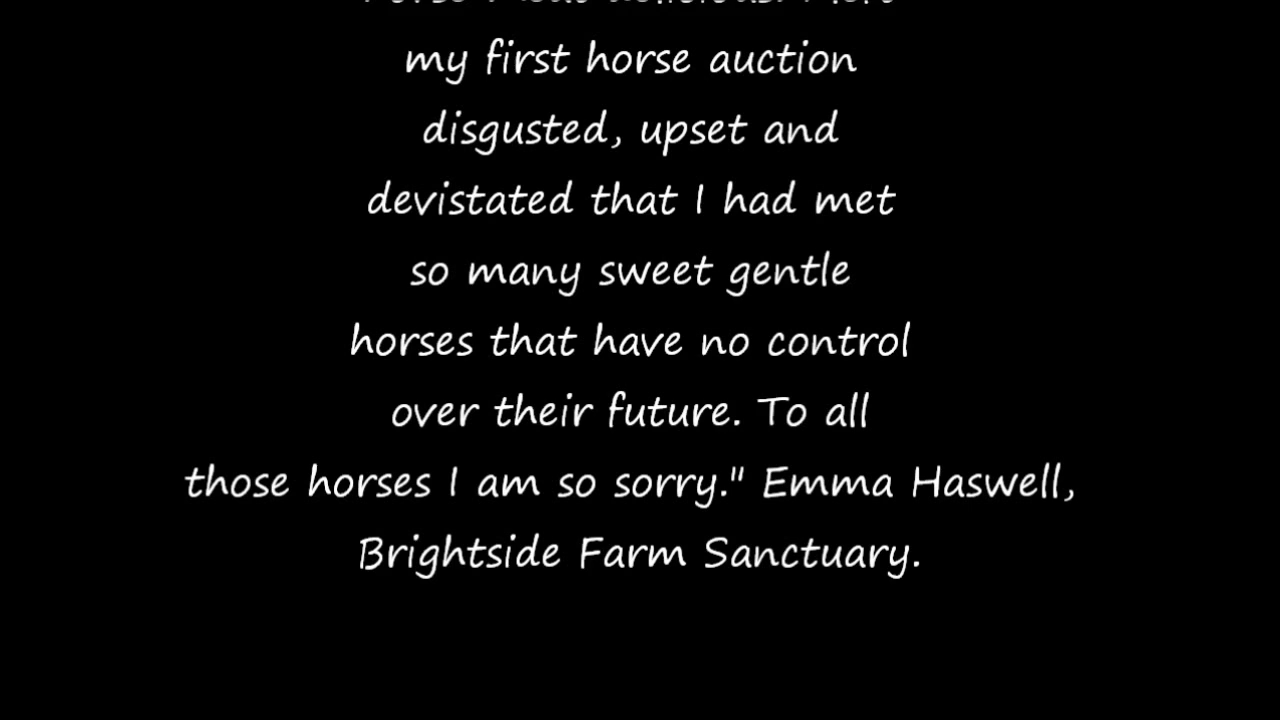 my first horse auction
disgusted, upset and
devistated that I had met
so many sweet gentle
horses that have no control
over their future. To all
those horses I am so sorry." Emma Haswell,
Brightside Farm Sanctuary.